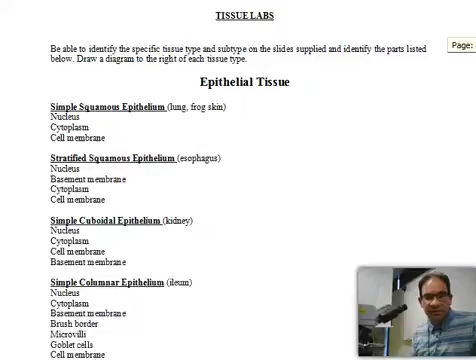 TISSUE LABS
Page:
Be able to identify the specific tissue type and subtype on the slides supplied and identify the parts listed
below. Draw a diagram to the right of each tissue type.
Epithelial Tissue
Simple Squamous Epithelium (lung, frog skin)
Nucleus
Cytoplasm
Cell membrane
Stratified Squamous Epithelium (esophagus)
Nucleus
Basement membrane
Cytoplasm
Cell membrane
Simple Cuboidal Epithelium (kidney)
Nucleus
Cytoplasm
Cell membrane
Basement membrane
Simple Columnar Epithelium (ileum)
Nucleus
Cytoplasm
Basement membrane
Brush border
Microvilli
Goblet cells
Cell membrane